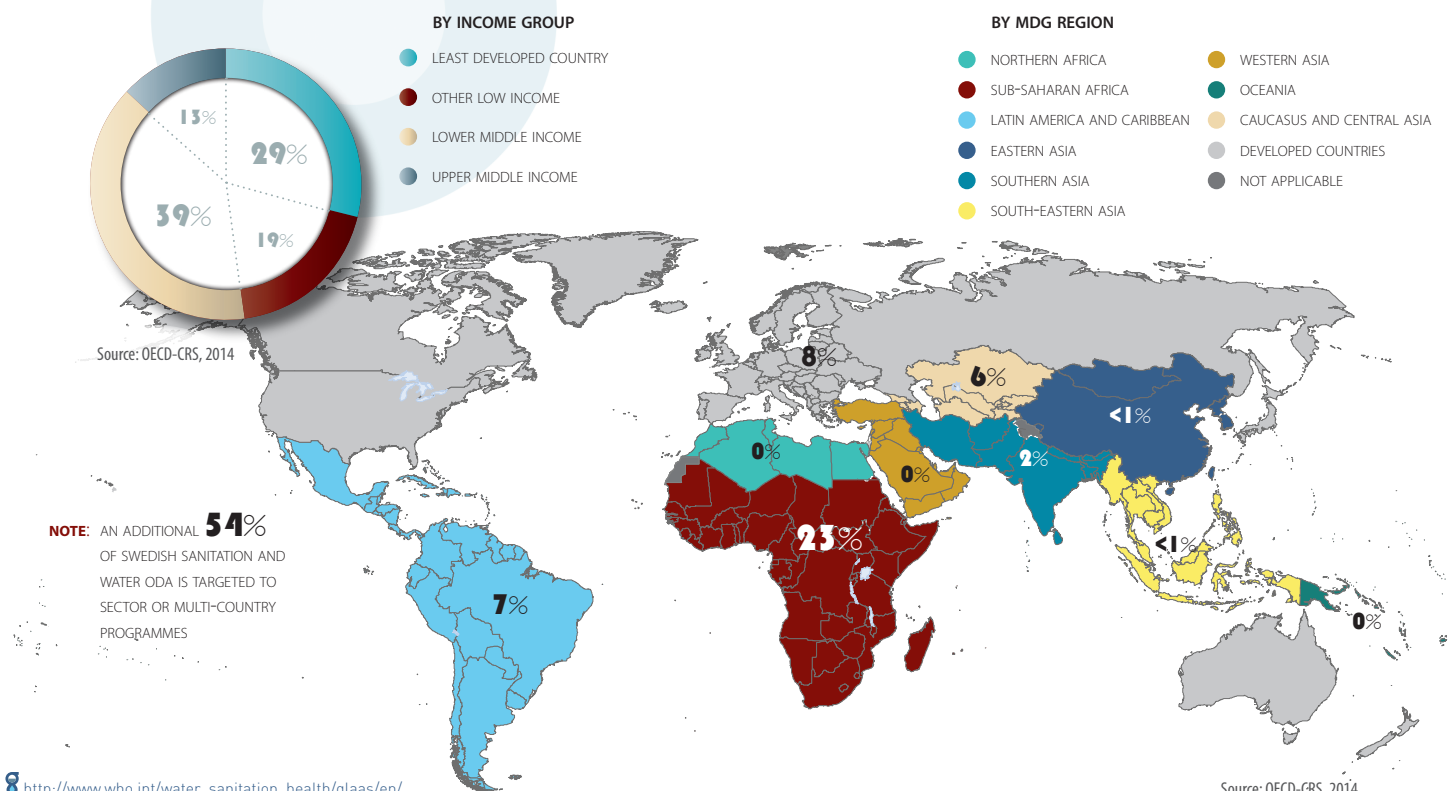 BY INCOME GROUP
LEAST DEVELOPED COUNTRY
OTHER LOW INCOME
LOWER MIDDLE INCOME
UPPER MIDDLE INCOME
13%
29%
39%
19%
Source: OECD-CRS, 2014
BY MDG REGION
NORTHERN AFRICA
SUB-SAHARAN AFRICA
LATIN AMERICA AND CARIBBEAN
EASTERN ASIA
SOUTHERN ASIA
SOUTH-EASTERN ASIA
WESTERN ASIA
OCEANIA
CAUCASUS AND CENTRAL ASIA
DEVELOPED COUNTRIES
NOT APPLICABLE
8%
6%
<1%
0%
2%
0%
23%
<1%
7%
0%
NOTE: AN ADDITIONAL 54%
OF SWEDISH SANITATION AND
WATER ODA IS TARGETED TO
SECTOR OR MULTI-COUNTRY
PROGRAMMES
http://www.who.int/water_sanitation_health/glaas/en/
Source: OECD-CRS, 2014